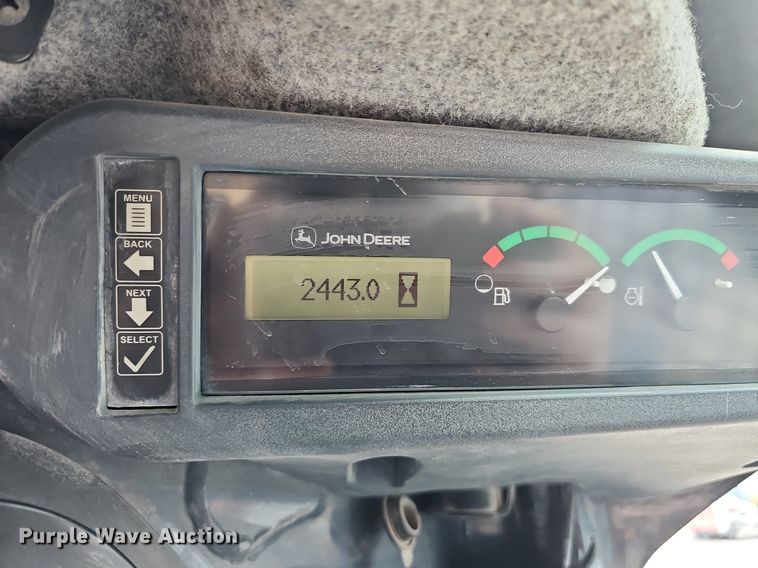 MENU
BACK
NEXT
SELECT
JOHN DEERE
2443.0
Purple Wave Auction®